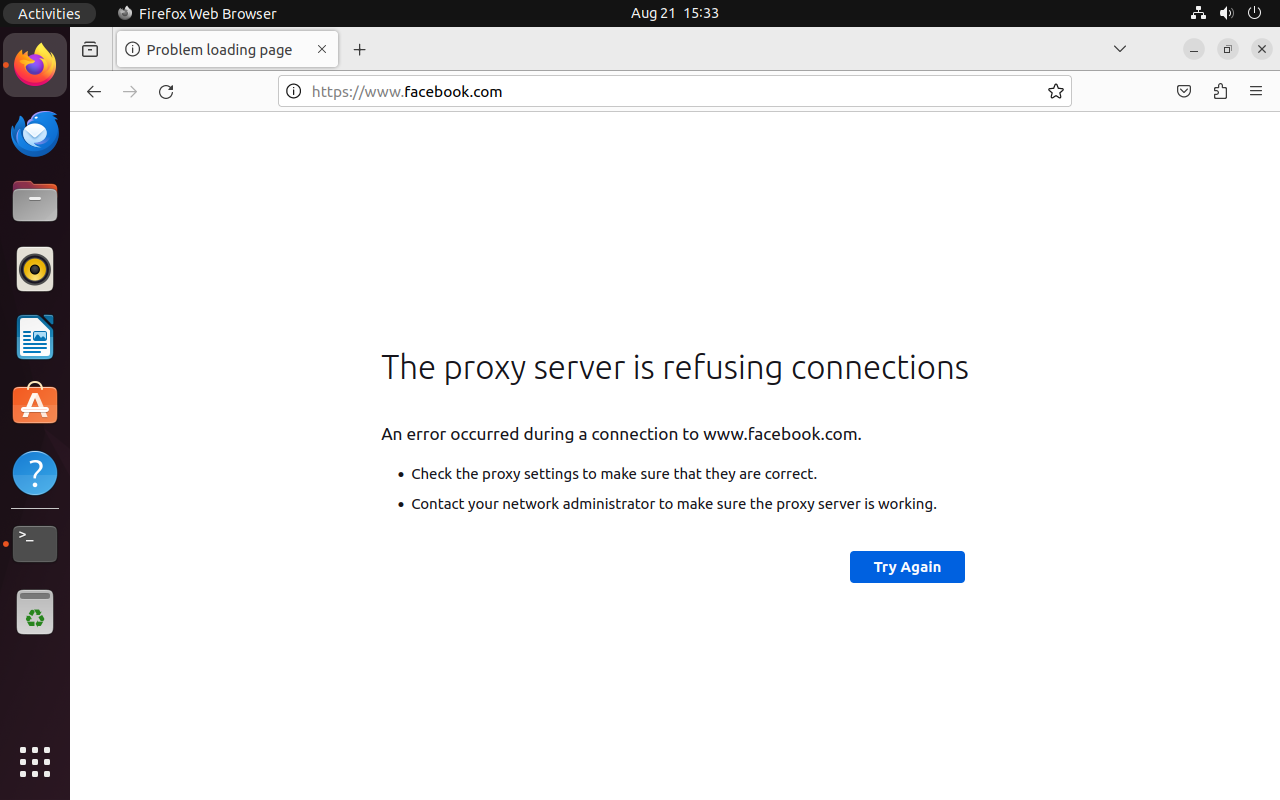 Activities
Firefox Web Browser
Aug 21 15:33
Problem loading page
https://www.facebook.com
The proxy server is refusing connections
An error occurred during a connection to www.facebook.com.
• Check the proxy settings to make sure that they are correct.
• Contact your network administrator to make sure the proxy server is working.
Try Again